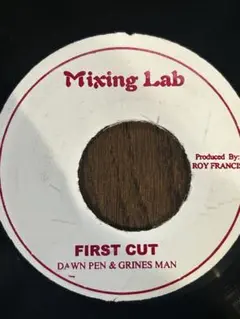 Mixing Lab
Produced By:
ROY FRANCIS
FIRST CUT
DAWN PEN & GRINES MAN